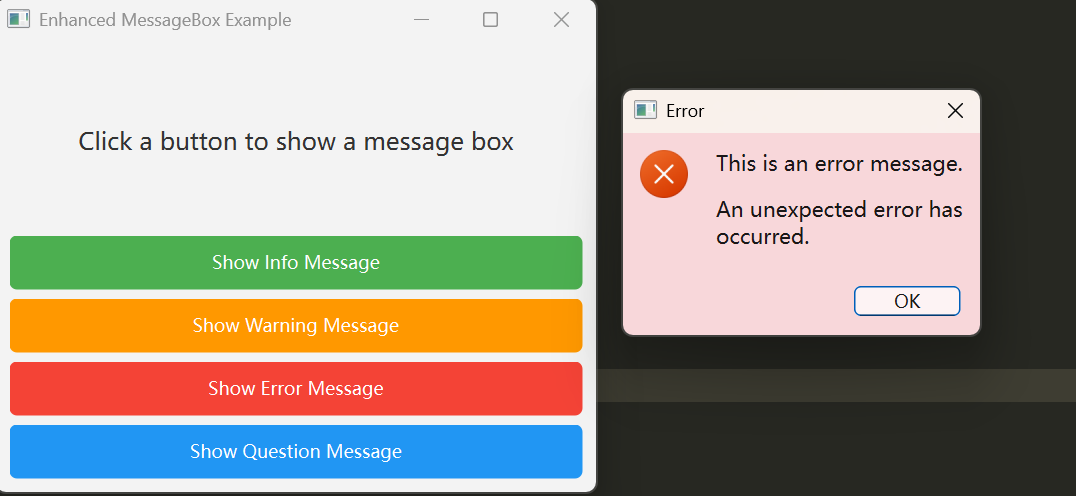 Enhanced MessageBox Example
Click a button to show a message box
Show Info Message
Show Warning Message
Show Error Message
Show Question Message
Error
This is an error message.
An unexpected error has
occurred.
OK